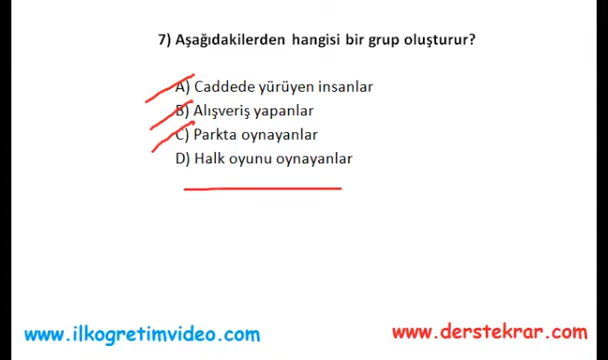 7) Aşağıdakilerden hangisi bir grup oluşturur?
A) Caddede yürüyen insanlar
B) Alışveriş yapanlar
C) Parkta oynayanlar
D) Halk oyunu oynayanlar
www.ilkogretimvideo.com
www.derstekrar.com